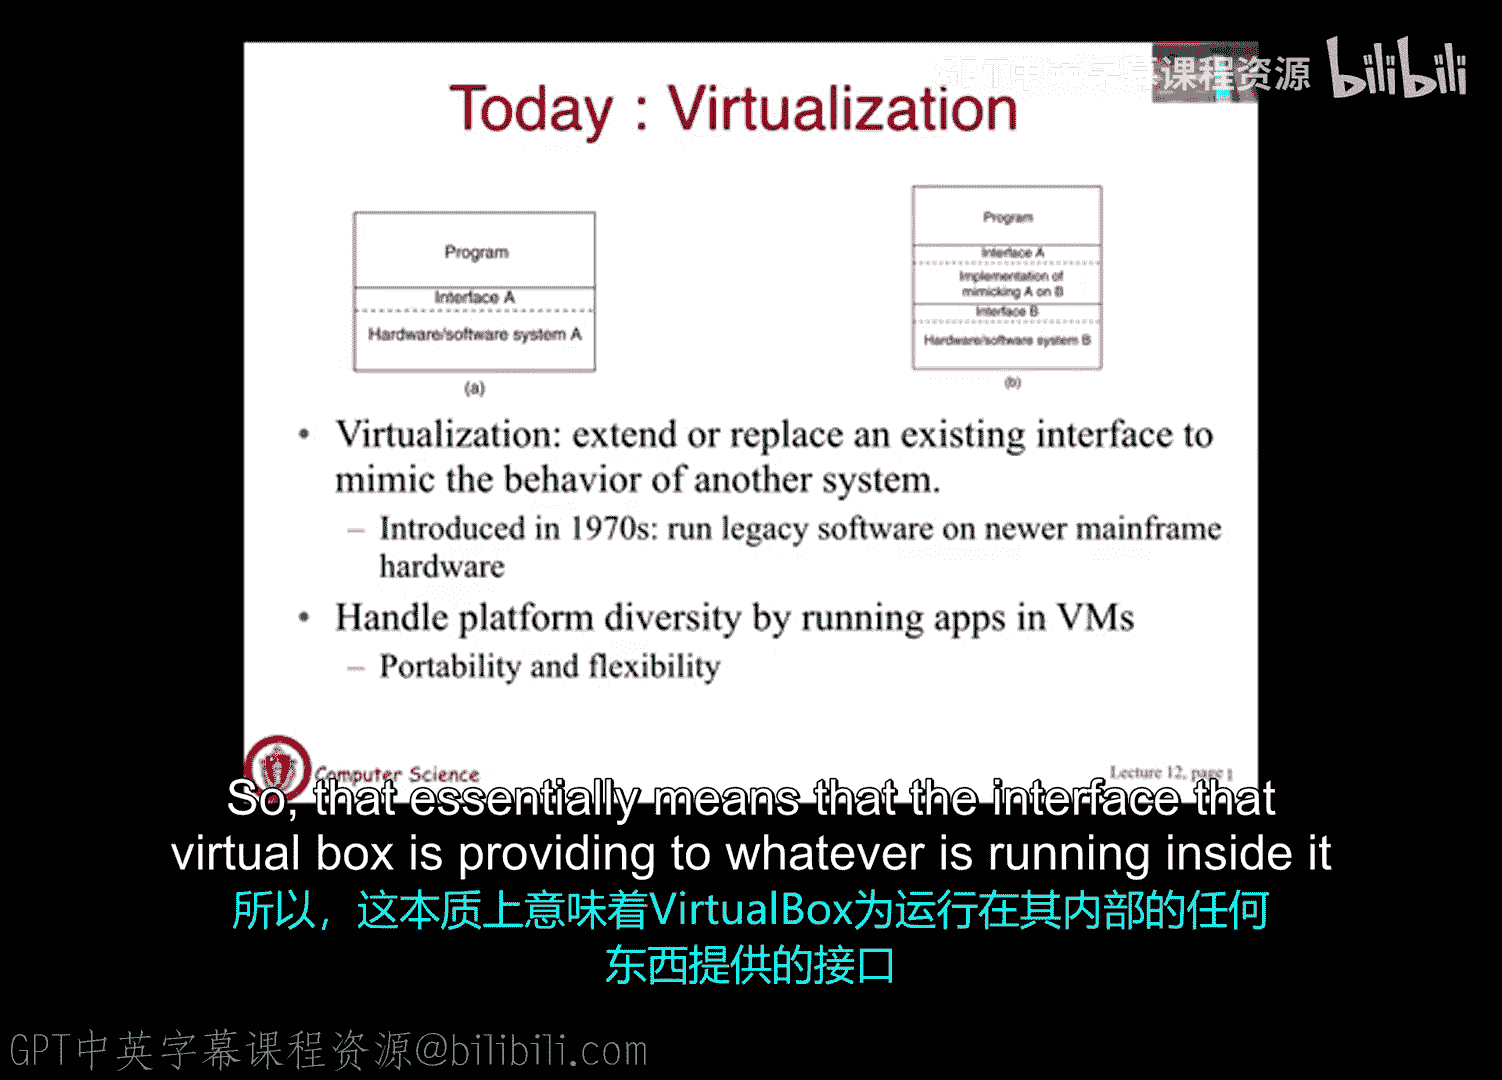 课程资源 bilibili
Today : Virtualization
Program
Interface A
Hardware/software system A
(a)
Program
Interface A
Implementation of
mimicking A on B
Interface B
Hardware/software system B
(b)
• Virtualization: extend or replace an existing interface to
mimic the behavior of another system.
– Introduced in 1970s: run legacy software on newer mainframe
hardware
• Handle platform diversity by running apps in VMs
– Portability and flexibility
Computer Science
Lecture 12, page 1
So, that essentially means that the interface that
virtual box is providing to whatever is running inside it
所以，这本质上意味着VirtualBox为运行在其内部的任何
东西提供的接口
GPT中英字幕课程资源@bilibili.com